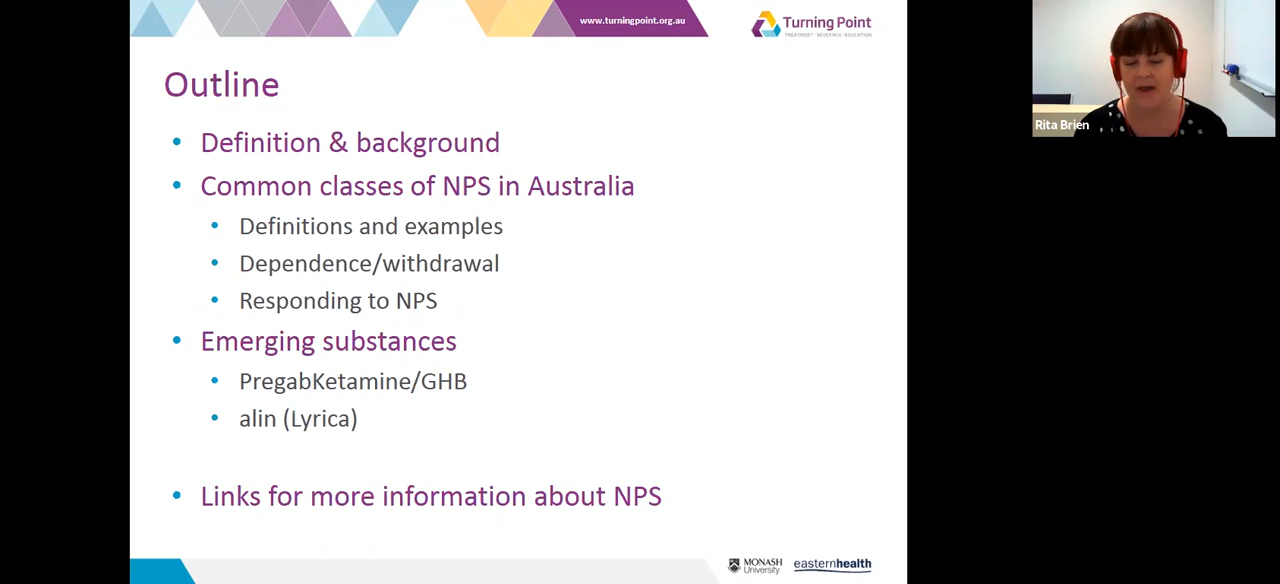 www.turningpoint.org.au
Turning Point
TREATMENT · RESEARCH · EDUCATION
Rita Brien
Outline
• Definition & background
• Common classes of NPS in Australia
• Definitions and examples
• Dependence/withdrawal
• Responding to NPS
• Emerging substances
• PregabKetamine/GHB
• alin (Lyrica)
• Links for more information about NPS
MONASH
University
easternhealth